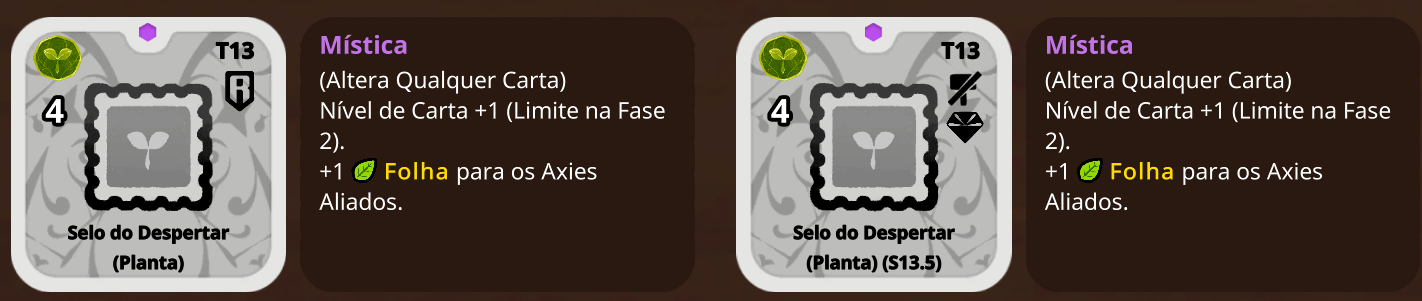 T13
R
4
Selo do Despertar
(Planta)
Mística
(Altera Qualquer Carta)
Nível de Carta +1 (Limite na Fase
2).
+1 Folha para os Axies
Aliados.
T13
4
Selo do Despertar
(Planta) (S13.5)
Mística
(Altera Qualquer Carta)
Nível de Carta +1 (Limite na Fase
2).
+1 Folha para os Axies
Aliados.